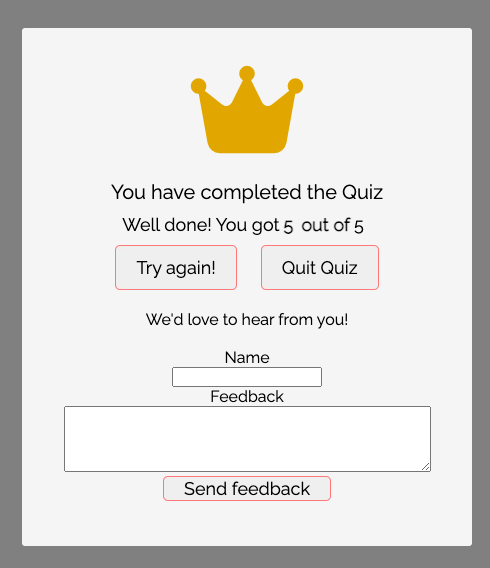 You have completed the Quiz
Well done! You got 5 out of 5
Try again! Quit Quiz
We'd love to hear from you!
Name
Feedback
Send feedback